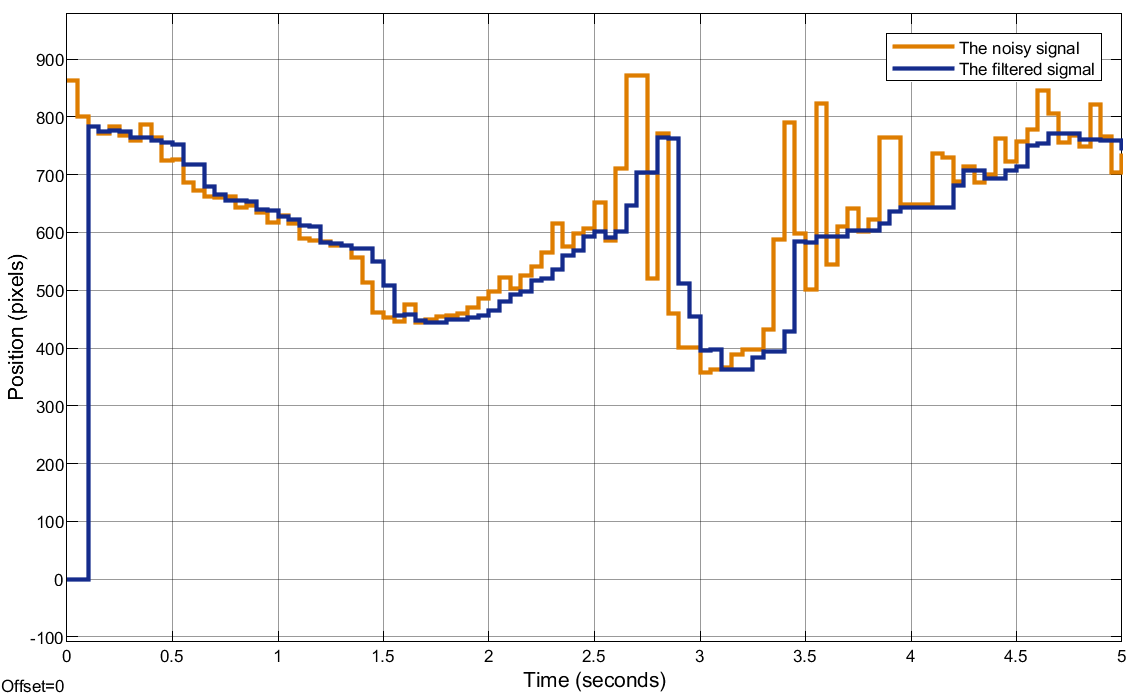 The noisy signal
The filtered sigmal
900
800
700
600
500
400
300
200
100
0
-100
Position (pixels)
0 0.5 1 1.5 2 2.5 3 3.5 4 4.5 5
Time (seconds)
Offset=0